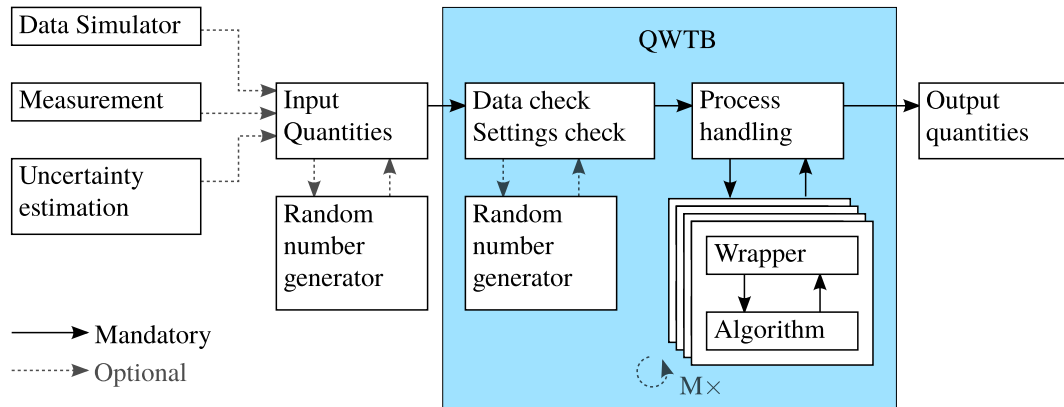 Data Simulator
Measurement
Uncertainty
estimation
Input
Quantities
Random
number
generator
QWTB
Data check
Settings check
Random
number
generator
Process
handling
Wrapper
Algorithm
M×
Output
quantities
Mandatory
Optional